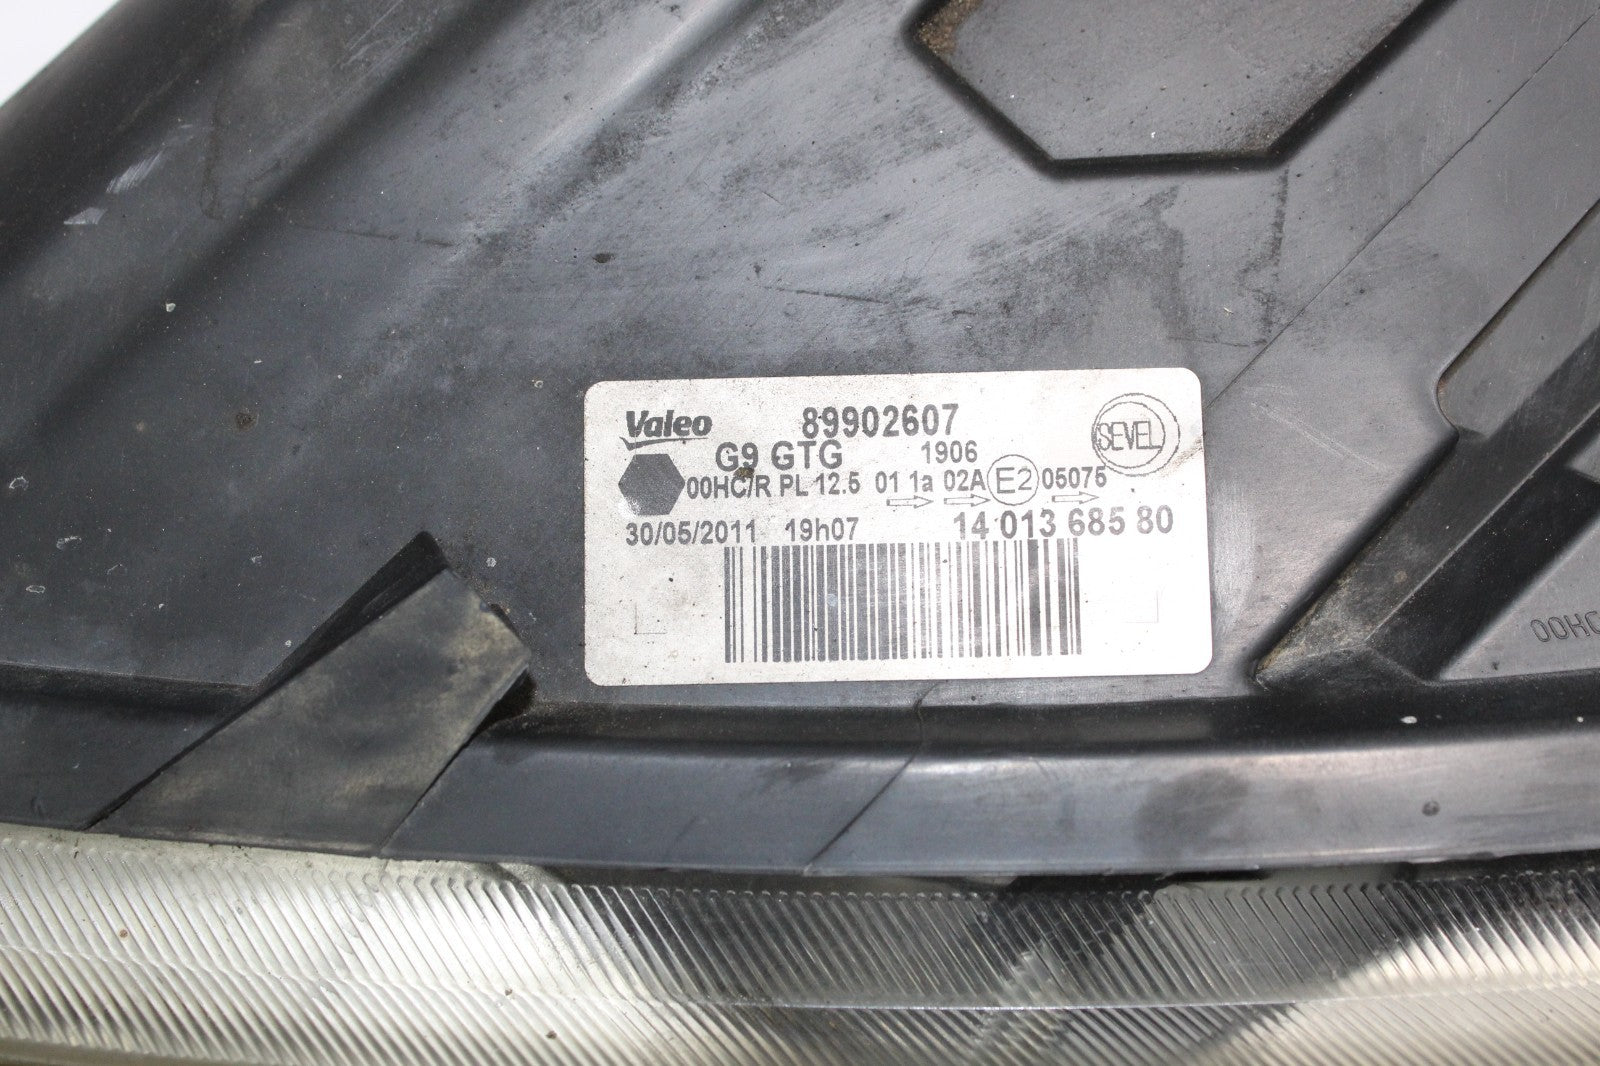 Valeo 89902607
G9 GTG 1906 SEVEL
00HC/R PL 12.5 01 1a 02A E2 05075
30/05/2011 19h07 14 013 685 80
00HC